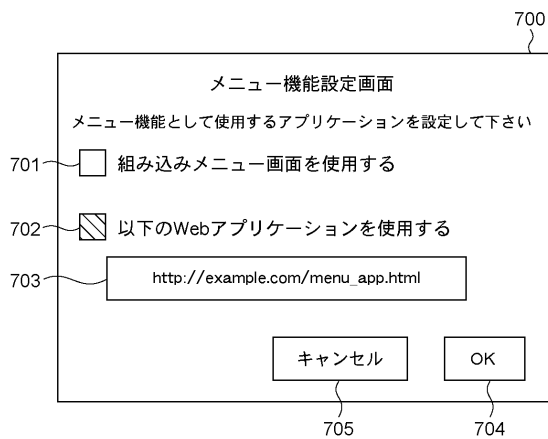 700
メニュー機能設定画面
メニュー機能として使用するアプリケーションを設定して下さい
701 組み込みメニュー画面を使用する
702 以下のWebアプリケーションを使用する
703 http://example.com/menu_app.html
キャンセル OK
705 704